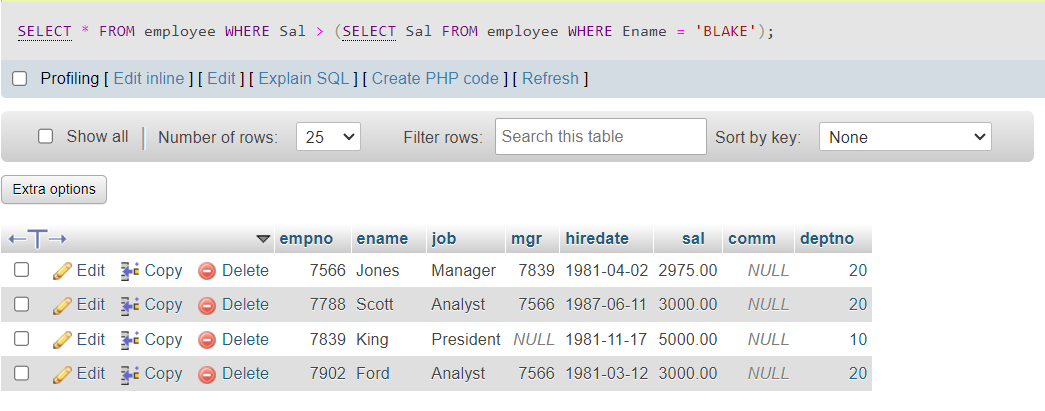 SELECT * FROM employee WHERE Sal > (SELECT Sal FROM employee WHERE Ename = 'BLAKE');
Profiling [ Edit inline ] [ Edit ] [ Explain SQL ] [ Create PHP code ] [ Refresh ]
Show all Number of rows: 25 Filter rows: Search this table Sort by key: None
Extra options
empno ename job mgr hiredate sal comm deptno
Edit Copy Delete 7566 Jones Manager 7839 1981-04-02 2975.00 NULL 20
Edit Copy Delete 7788 Scott Analyst 7566 1987-06-11 3000.00 NULL 20
Edit Copy Delete 7839 King President NULL 1981-11-17 5000.00 NULL 10
Edit Copy Delete 7902 Ford Analyst 7566 1981-03-12 3000.00 NULL 20